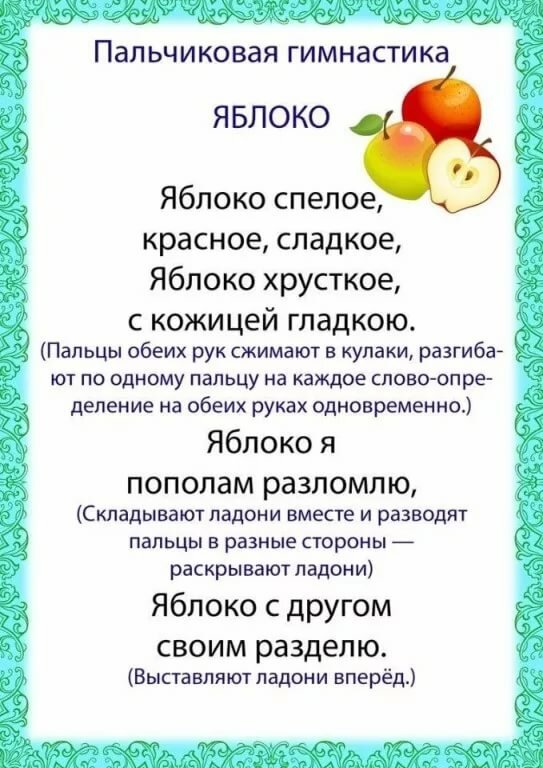 Пальчиковая гимнастика
ЯБЛОКО
Яблоко спелое,
красное, сладкое,
Яблоко хрусткое,
с кожицей гладкою.
(Пальцы обеих рук сжимают в кулаки, разгиба-
ют по одному пальцу на каждое слово-опре-
деление на обеих руках одновременно.)
Яблоко я
пополам разломлю,
(Складывают ладони вместе и разводят
пальцы в разные стороны —
раскрывают ладони)
Яблоко с другом
своим разделю.
(Выставляют ладони вперёд.)